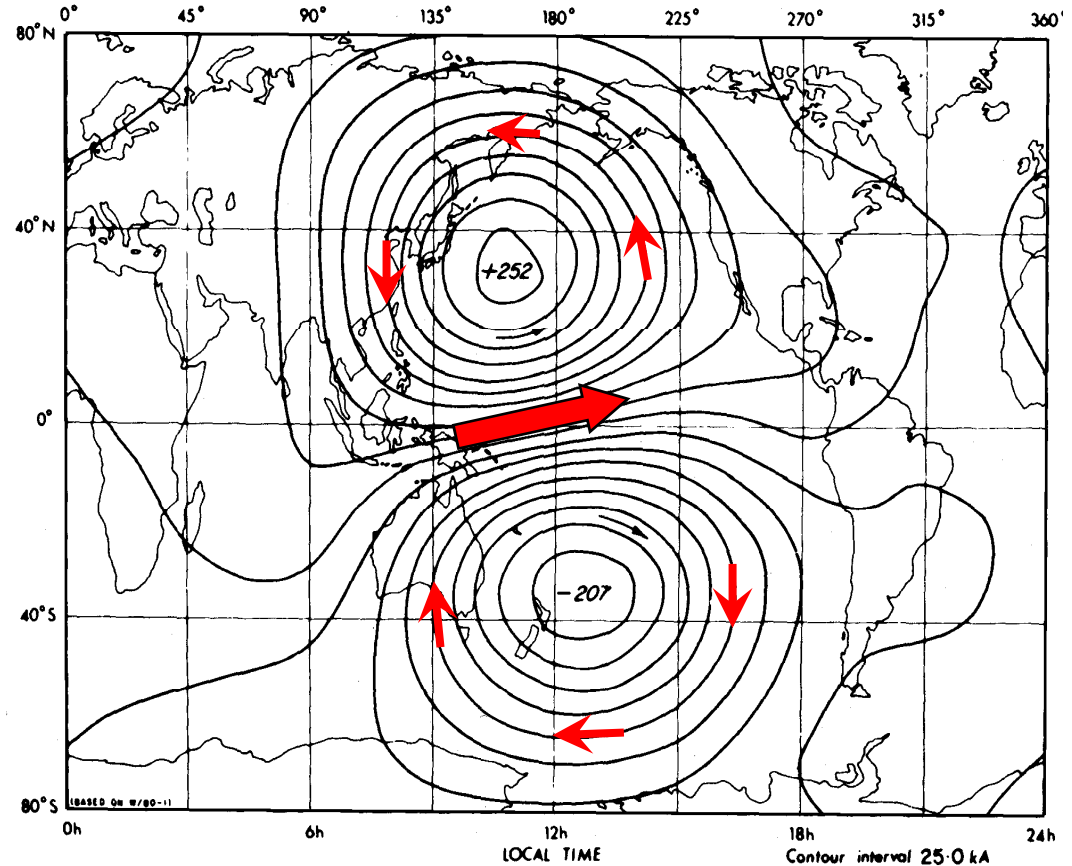 0° 45° 90° 135° 180° 225° 270° 315° 360°
80°N
40°N
0°
40°S
80°S
+252
-207
(BASED ON W/80-1)
0h 6h 12h 18h 24h
LOCAL TIME
Contour interval 25.0 kA